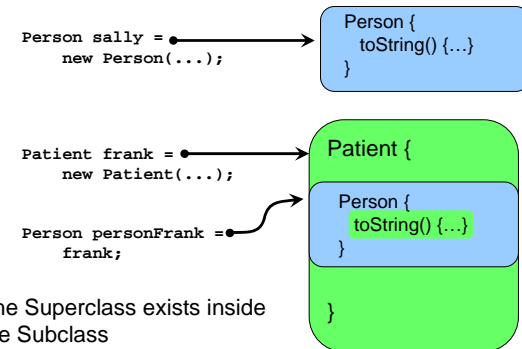 Person sally =
new Person(...);
Person {
toString() {…}
}
Patient frank =
new Patient(...);
Person personFrank =
frank;
Patient {
Person {
toString() {…}
}
}
ne Superclass exists inside
e Subclass